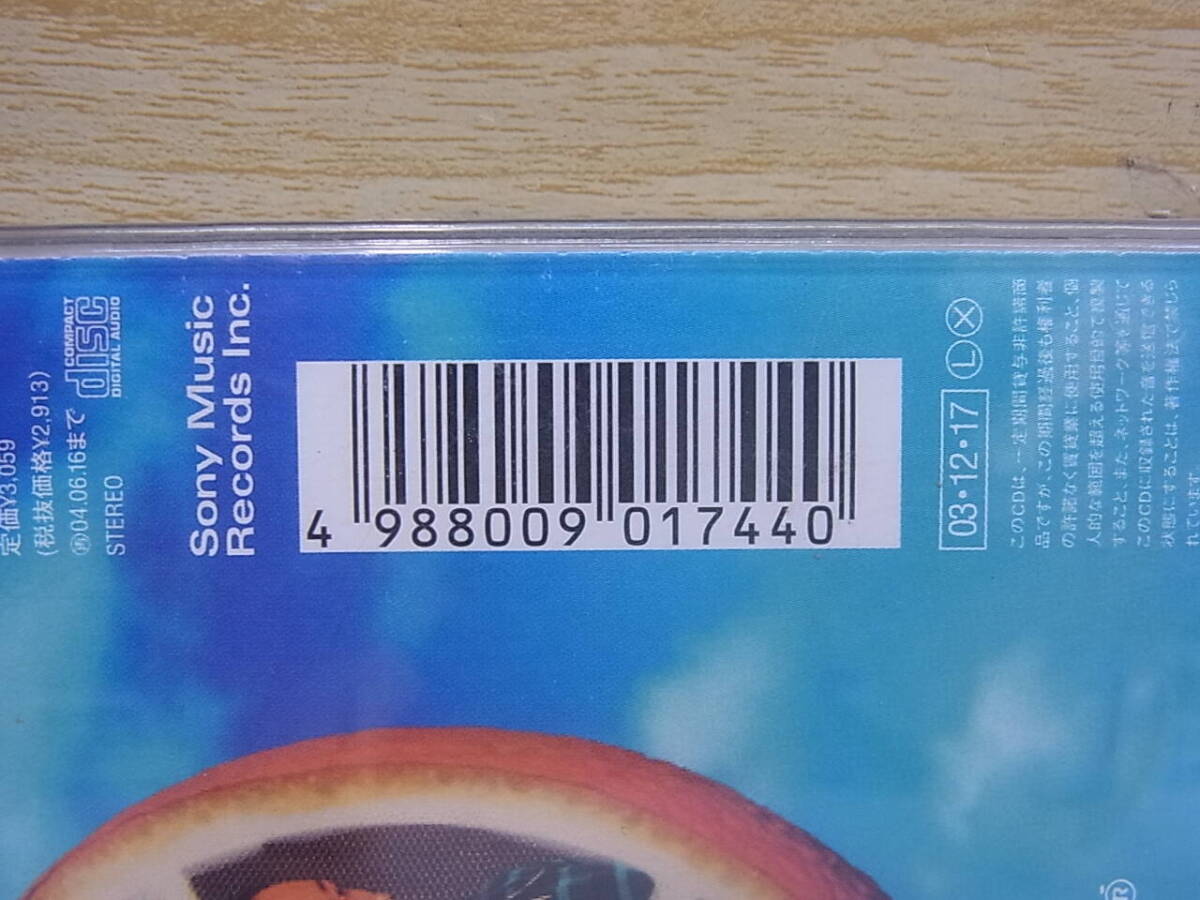 定価¥3,059
(税抜価格¥2,913)
㋹04.06.16まで
STEREO
COMPACT
disc
DIGITAL AUDIO
Sony Music
Records Inc.
4 988009 017440
03・12・17
Ⓛ Ⓧ
このCDは、一定期間貸与非許諾商
品ですが、この期間経過後も権利者
の許諾なく賃貸業に使用すること、個
人的な範囲を超える使用目的で複製
すること、また、ネットワーク等を通じて
このCDに収録された音を送信できる
状態にすることは、著作権法で禁じら
れています。
®